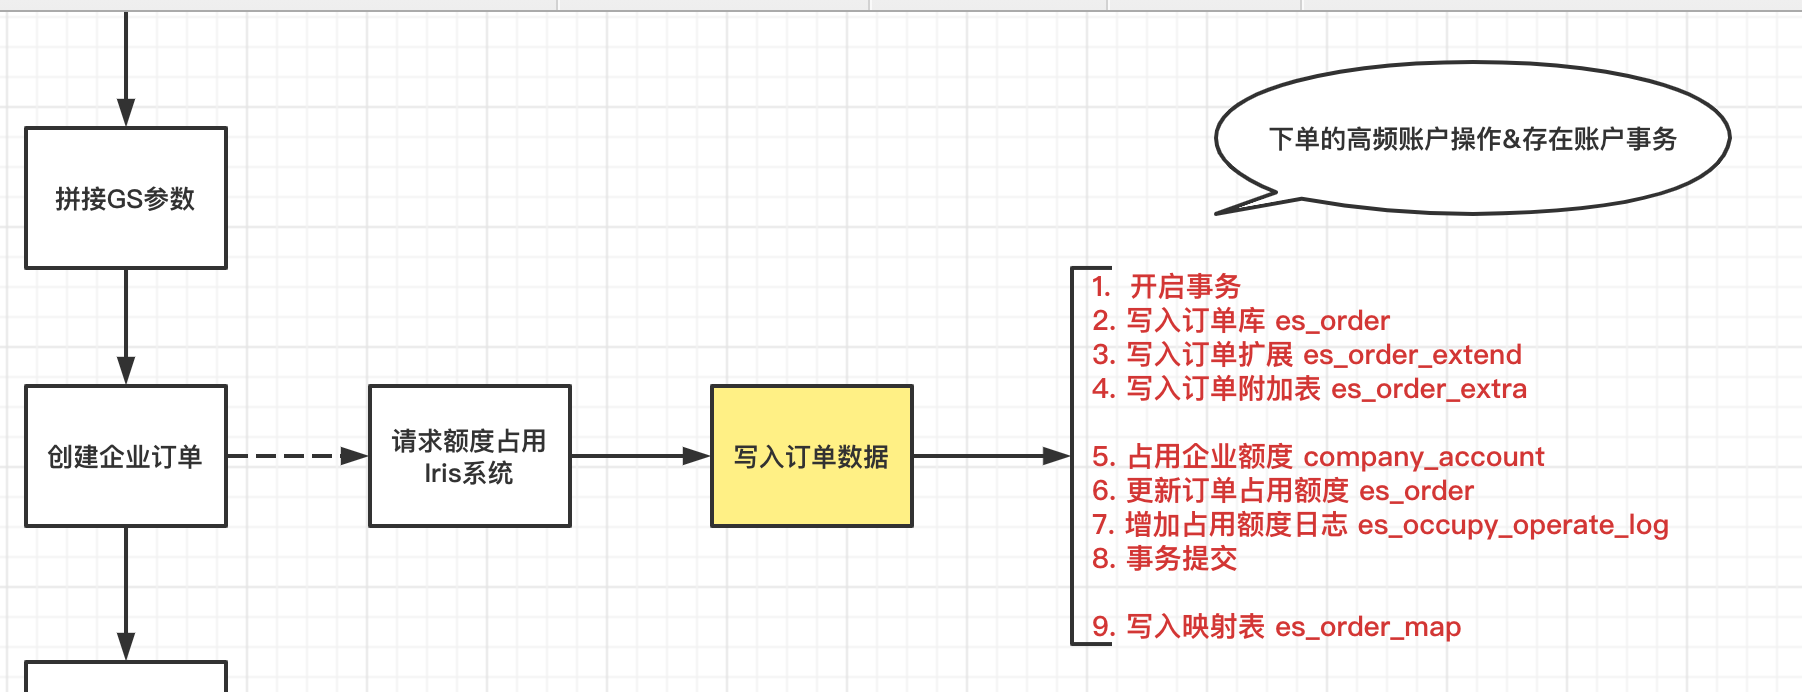 下单的高频账户操作&存在账户事务
拼接GS参数
创建企业订单
请求额度占用
Iris系统
写入订单数据
1. 开启事务
2. 写入订单库 es_order
3. 写入订单扩展 es_order_extend
4. 写入订单附加表 es_order_extra
5. 占用企业额度 company_account
6. 更新订单占用额度 es_order
7. 增加占用额度日志 es_occupy_operate_log
8. 事务提交
9. 写入映射表 es_order_map